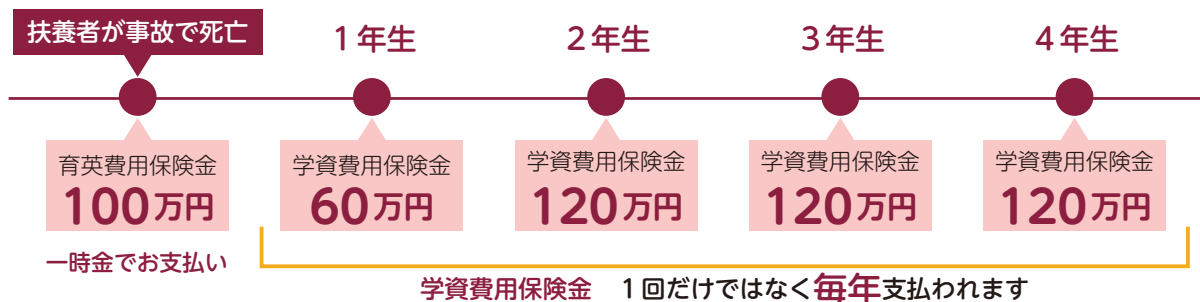 扶養者が事故で死亡
1年生
2年生
3年生
4年生
育英費用保険金
100万円
学資費用保険金
60万円
学資費用保険金
120万円
学資費用保険金
120万円
学資費用保険金
120万円
一時金でお支払い
学資費用保険金 1回だけではなく毎年支払われます